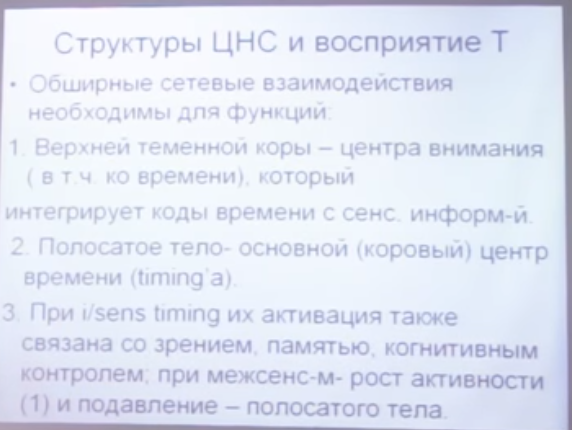 Структуры ЦНС и восприятие Т
• Обширные сетевые взаимодействия
необходимы для функций:
1. Верхней теменной коры – центра внимания
( в т.ч. ко времени), который
интегрирует коды времени с сенс. информ-й.
2. Полосатое тело- основной (коровый) центр
времени (timing`а).
3. При i/sens timing их активация также
связана со зрением, памятью, когнитивным
контролем; при межсенс-м- рост активности
(1) и подавление – полосатого тела.